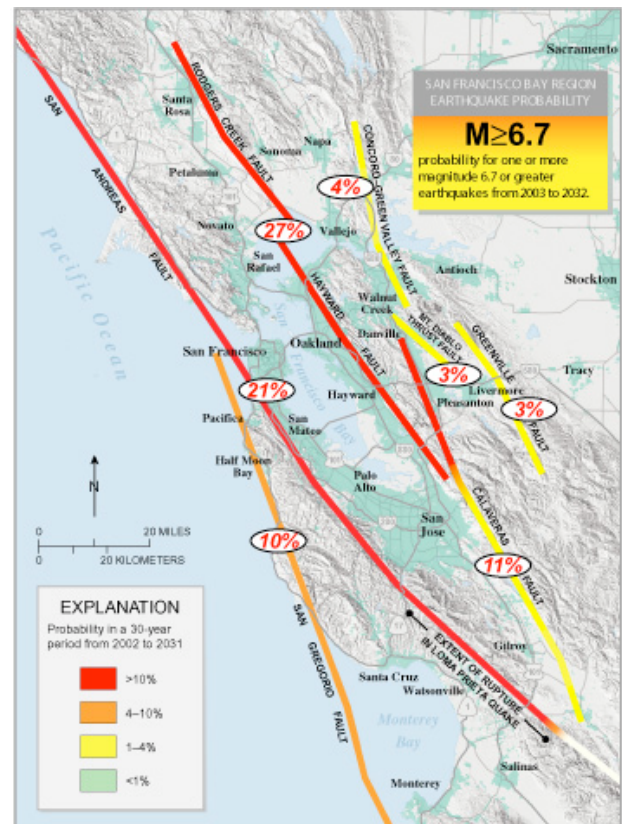 Sacramento
SAN FRANCISCO BAY REGION
EARTHQUAKE PROBABILITY
M≥6.7
probability for one or more
magnitude 6.7 or greater
earthquakes from 2003 to 2032.
SAN ANDREAS FAULT
RODGERS CREEK FAULT
Santa
Rosa
Napa
Sonoma
Petaluma
CONCORD-GREEN VALLEY FAULT
4%
27%
Novato
Vallejo
San
Rafael
Antioch
Stockton
Pacific Ocean
HAYWARD FAULT
Walnut
Creek
MT. DIABLO
THRUST FAULT
GREENVILLE FAULT
Danville
Oakland
San Francisco
San Francisco Bay
Tracy
3%
21%
Livermore
Hayward
Pleasanton
3%
Pacifica
San
Mateo
Half Moon
Bay
N
Palo
Alto
0 20 MILES
0 20 KILOMETERS
San
Jose
CALAVERAS FAULT
10%
11%
EXPLANATION
Probability in a 30-year
period from 2002 to 2031
>10%
4–10%
1–4%
<1%
SAN GREGORIO FAULT
Gilroy
EXTENT OF RUPTURE
IN LOMA PRIETA QUAKE
Santa Cruz
Watsonville
Monterey
Bay
Salinas
Monterey